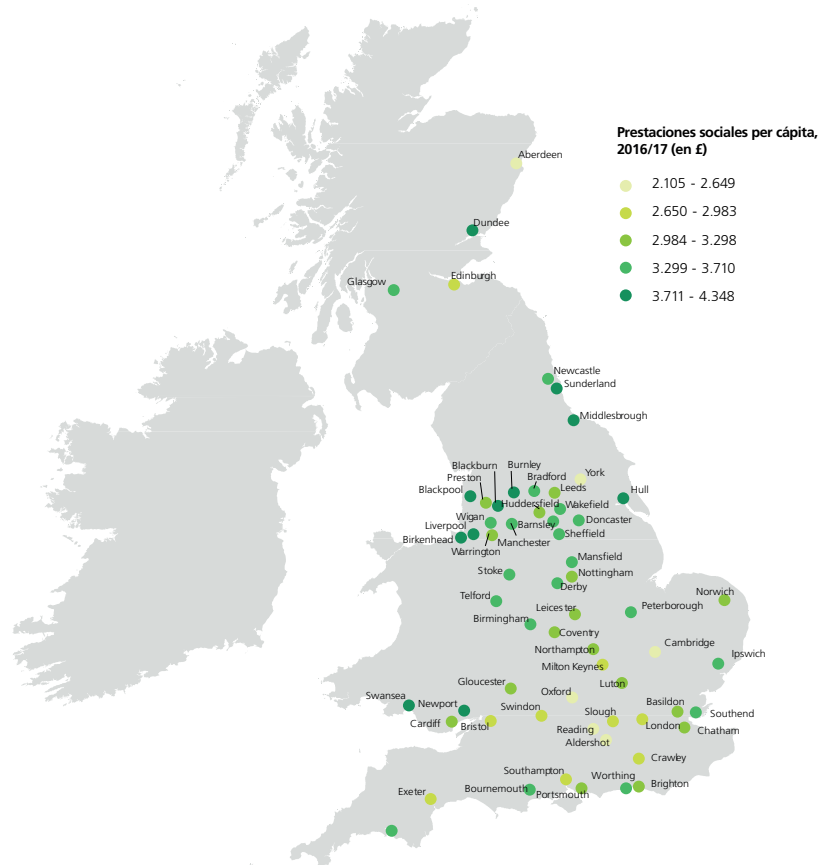 Prestaciones sociales per cápita,
2016/17 (en £)
2.105 - 2.649
2.650 - 2.983
2.984 - 3.298
3.299 - 3.710
3.711 - 4.348
Aberdeen
Dundee
Edinburgh
Glasgow
Newcastle
Sunderland
Middlesbrough
Blackburn
Burnley
Preston
Bradford
York
Blackpool
Leeds
Hull
Huddersfield
Wakefield
Wigan
Doncaster
Liverpool
Barnsley
Birkenhead
Sheffield
Manchester
Warrington
Mansfield
Stoke
Nottingham
Derby
Telford
Norwich
Leicester
Peterborough
Birmingham
Coventry
Cambridge
Northampton
Ipswich
Milton Keynes
Gloucester
Luton
Oxford
Swansea
Newport
Swindon
Slough
Basildon
Southend
Cardiff
Bristol
Reading
London
Chatham
Aldershot
Crawley
Southampton
Worthing
Brighton
Exeter
Bournemouth
Portsmouth